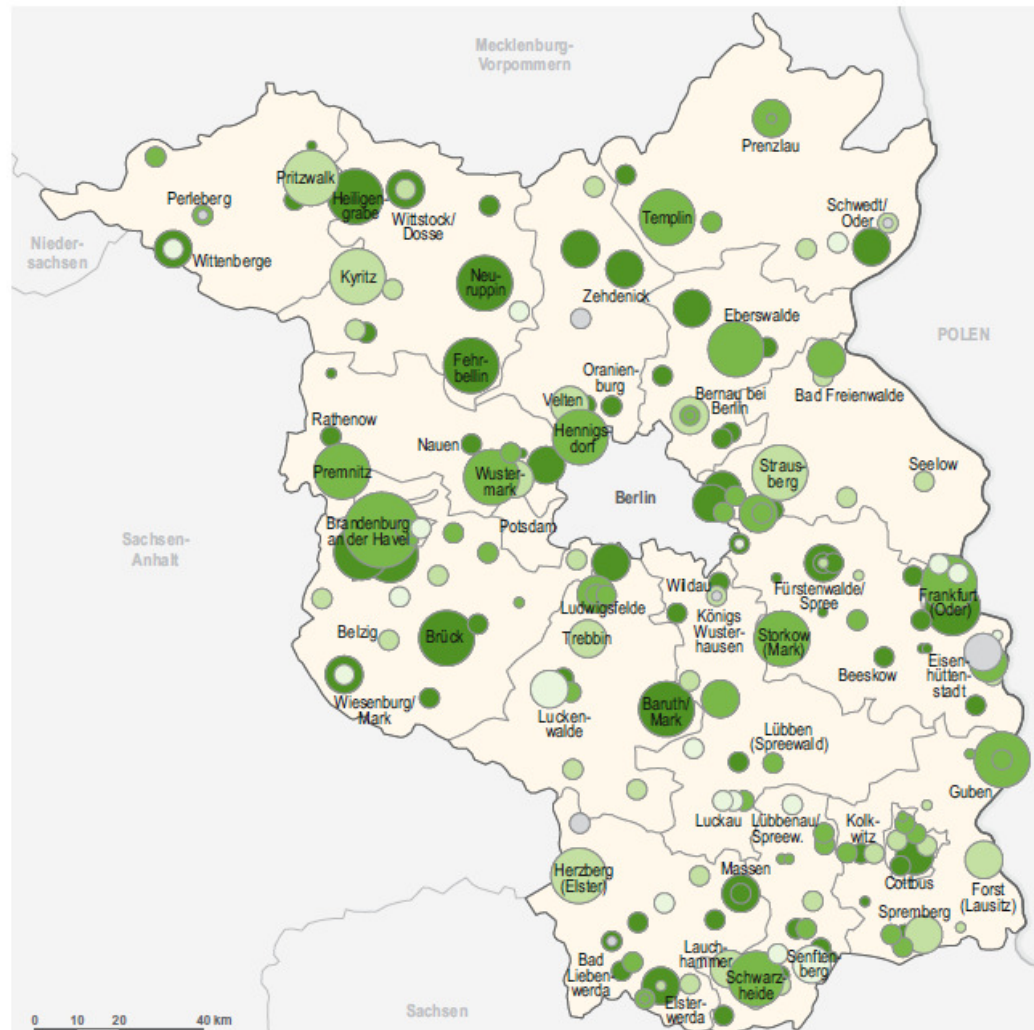 Mecklenburg-
Vorpommern
Prenzlau
Pritzwalk
Perleberg
Heiligen-
grabe
Wittstock/
Dosse
Templin
Schwedt/
Oder
Nieder-
sachsen
Wittenberge
Kyritz
Neu-
ruppin
Zehdenick
Eberswalde
POLEN
Fehr-
bellin
Oranien-
burg
Velten
Bernau bei
Berlin
Bad Freienwalde
Rathenow
Nauen
Hennigs-
dorf
Premnitz
Wuster-
mark
Straus-
berg
Seelow
Berlin
Brandenburg
an der Havel
Potsdam
Sachsen-
Anhalt
Wildau
Fürstenwalde/
Spree
Frankfurt
(Oder)
Ludwigsfelde
Königs
Wuster-
hausen
Belzig
Brück
Trebbin
Storkow
(Mark)
Beeskow
Eisen-
hütten-
stadt
Wiesenburg/
Mark
Lucken-
walde
Baruth/
Mark
Lübben
(Spreewald)
Guben
Luckau
Lübbenau/
Spreew.
Kolk-
witz
Herzberg
(Elster)
Massen
Cottbus
Forst
(Lausitz)
Spremberg
Bad
Lieben-
werda
Lauch-
hammer
Schwarz-
heide
Senften-
berg
Elster-
werda
Sachsen
0 10 20 40 km